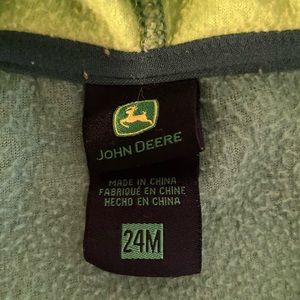 JOHN DEERE
MADE IN CHINA
FABRIQUÉ EN CHINE
HECHO EN CHINA
24M